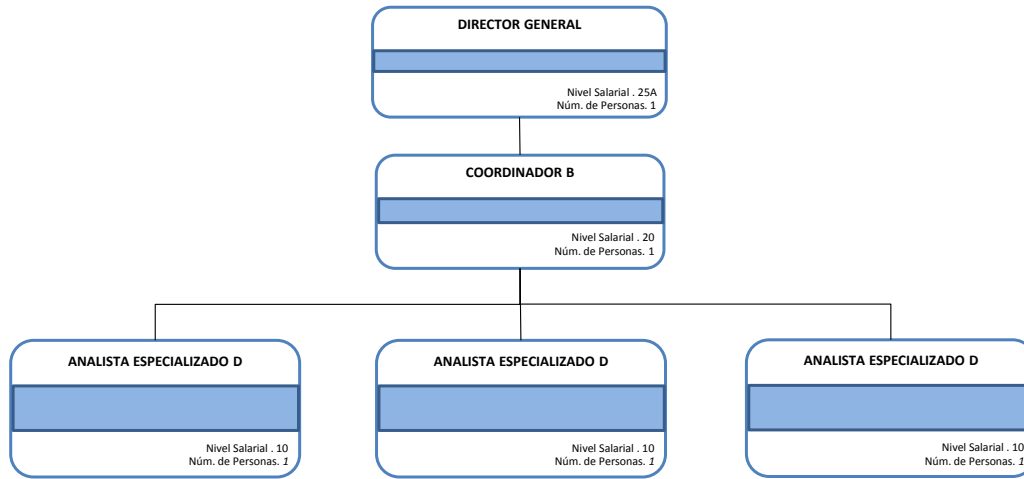 DIRECTOR GENERAL
Nivel Salarial . 25A
Núm. de Personas. 1
COORDINADOR B
Nivel Salarial . 20
Núm. de Personas. 1
ANALISTA ESPECIALIZADO D
Nivel Salarial . 10
Núm. de Personas. 1
ANALISTA ESPECIALIZADO D
Nivel Salarial . 10
Núm. de Personas. 1
ANALISTA ESPECIALIZADO D
Nivel Salarial . 10
Núm. de Personas. 1